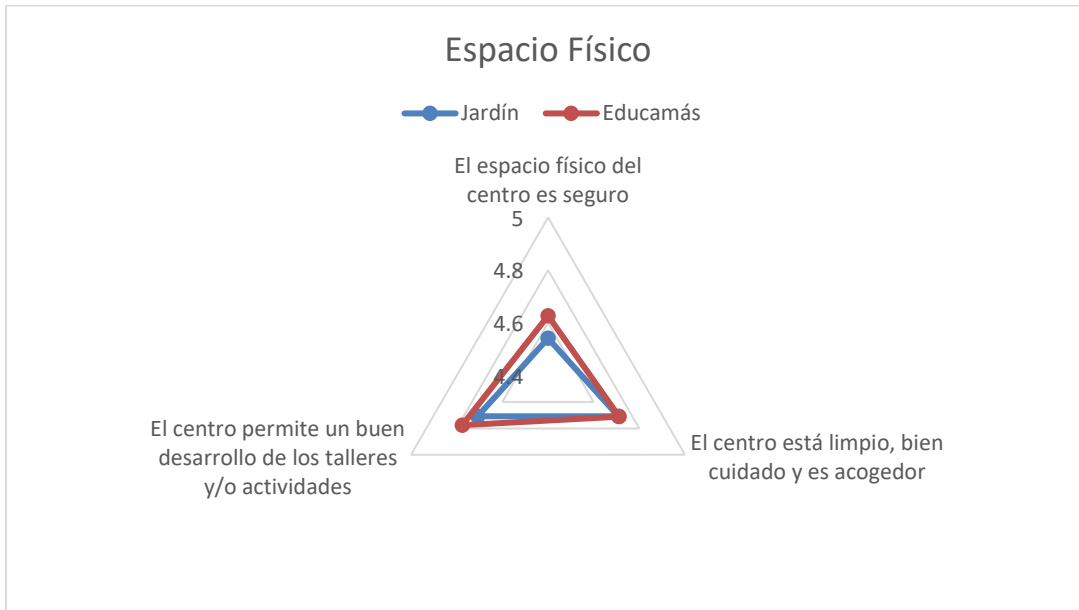 Espacio Físico
Jardín
Educamás
El espacio físico del
centro es seguro
5
4.8
4.6
4.4
El centro está limpio, bien
cuidado y es acogedor
El centro permite un buen
desarrollo de los talleres
y/o actividades